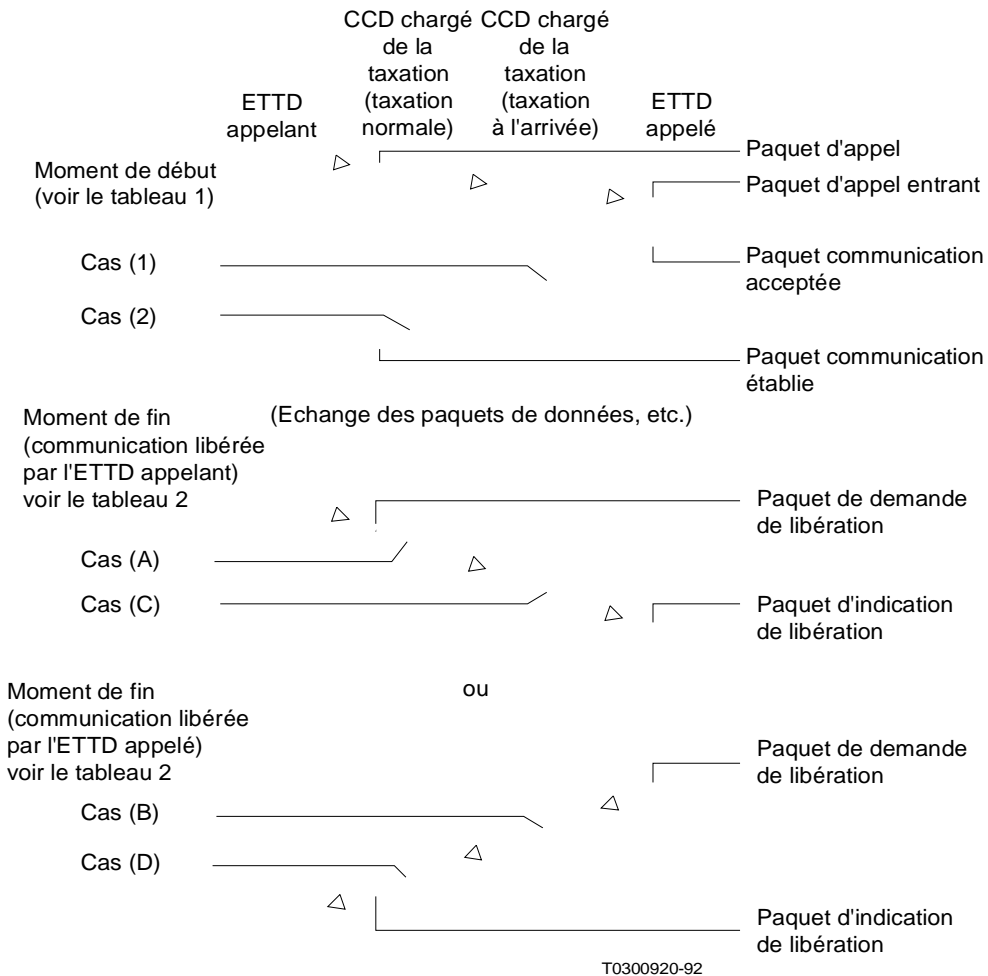 CCD chargé
de la
taxation
(taxation
normale)
CCD chargé
de la
taxation
(taxation
à l'arrivée)
ETTD
appelant
ETTD
appelé
Moment de début
(voir le tableau 1)
Paquet d'appel
Paquet d'appel entrant
Cas (1)
Paquet communication
acceptée
Cas (2)
Paquet communication
établie
(Echange des paquets de données, etc.)
Moment de fin
(communication libérée
par l'ETTD appelant)
voir le tableau 2
Paquet de demande
de libération
Cas (A)
Cas (C)
Paquet d'indication
de libération
ou
Moment de fin
(communication libérée
par l'ETTD appelé)
voir le tableau 2
Paquet de demande
de libération
Cas (B)
Cas (D)
Paquet d'indication
de libération
T0300920-92